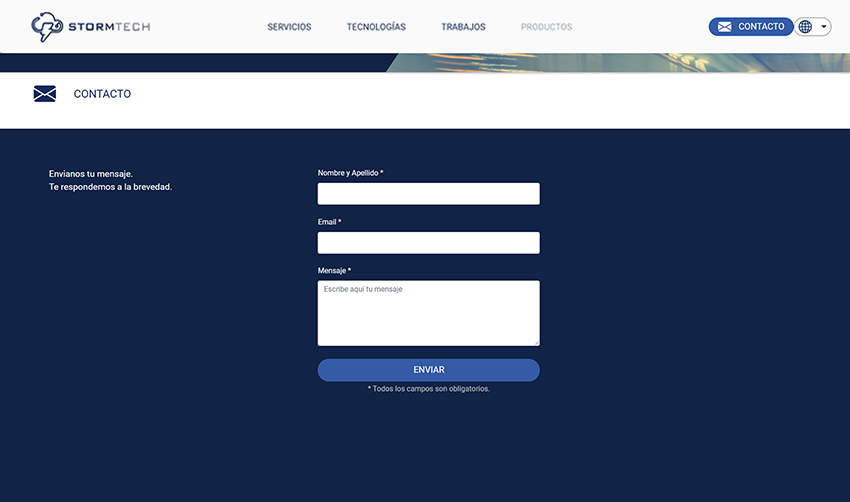 STORMTECH
SERVICIOS
TECNOLOGÍAS
TRABAJOS
PRODUCTOS
CONTACTO
CONTACTO
Envianos tu mensaje.
Te respondemos a la brevedad.
Nombre y Apellido *
Email *
Mensaje *
Escribe aquí tu mensaje
ENVIAR
* Todos los campos son obligatorios.